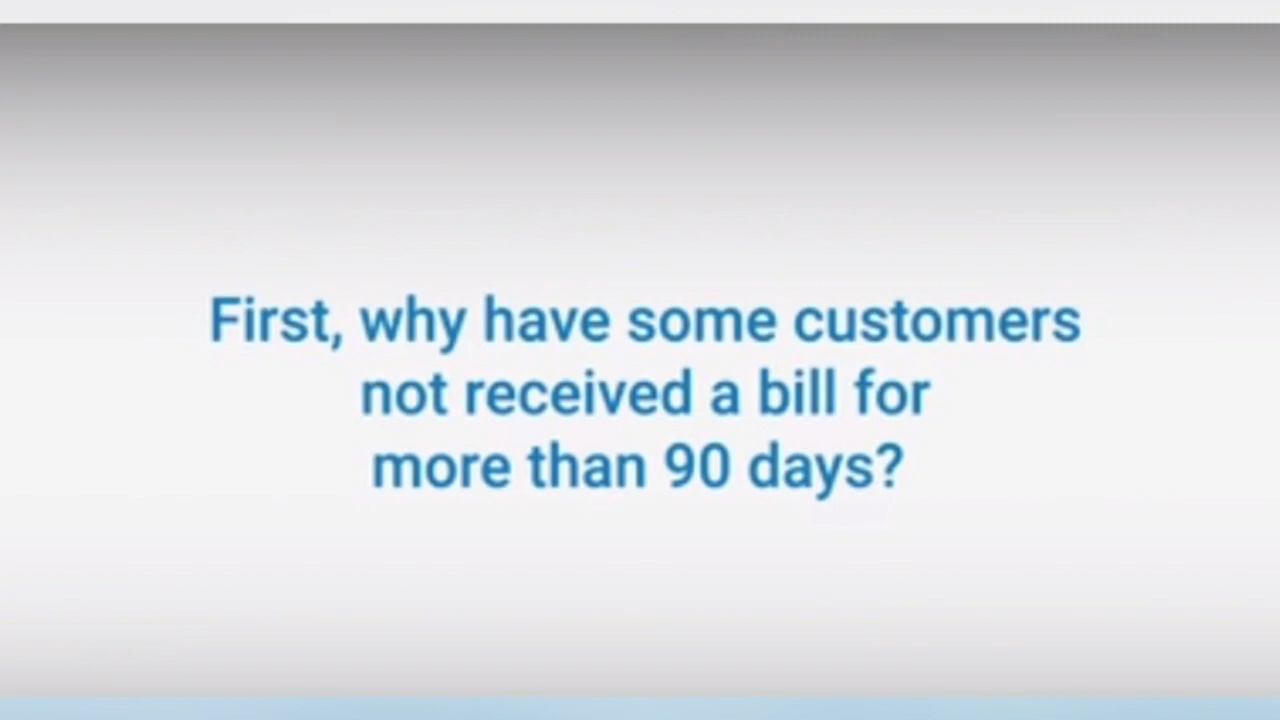 First, why have some customers
not received a bill for
more than 90 days?